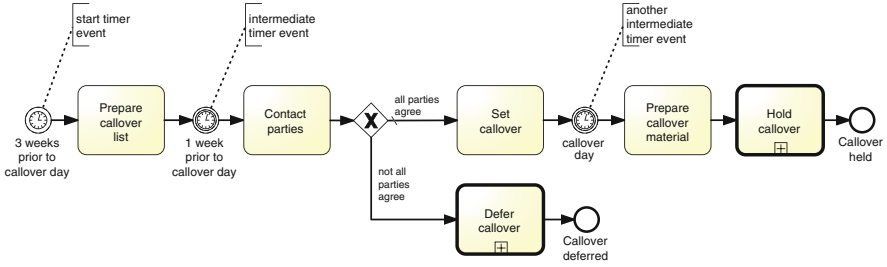 start timer
event
intermediate
timer event
another
intermediate
timer event
3 weeks
prior to
callover day
Prepare
callover
list
1 week
prior to
callover day
Contact
parties
X
all parties
agree
Set
callover
callover
day
Prepare
callover
material
Hold
callover
Callover
held
not all
parties
agree
Defer
callover
Callover
deferred